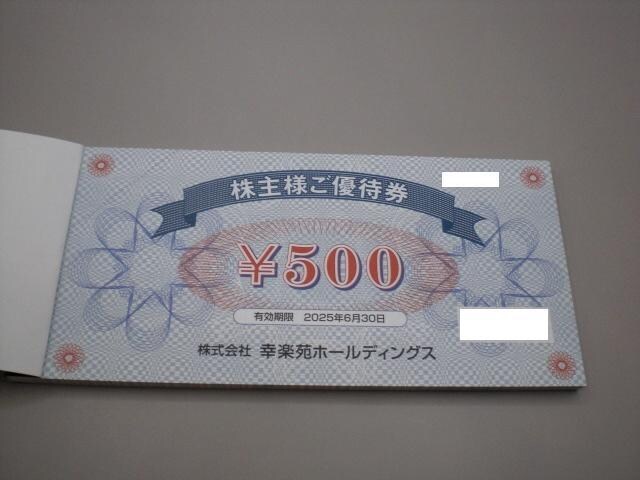 株主様ご優待券
¥500
有効期限 2025年6月30日
株式会社 幸楽苑ホールディングス